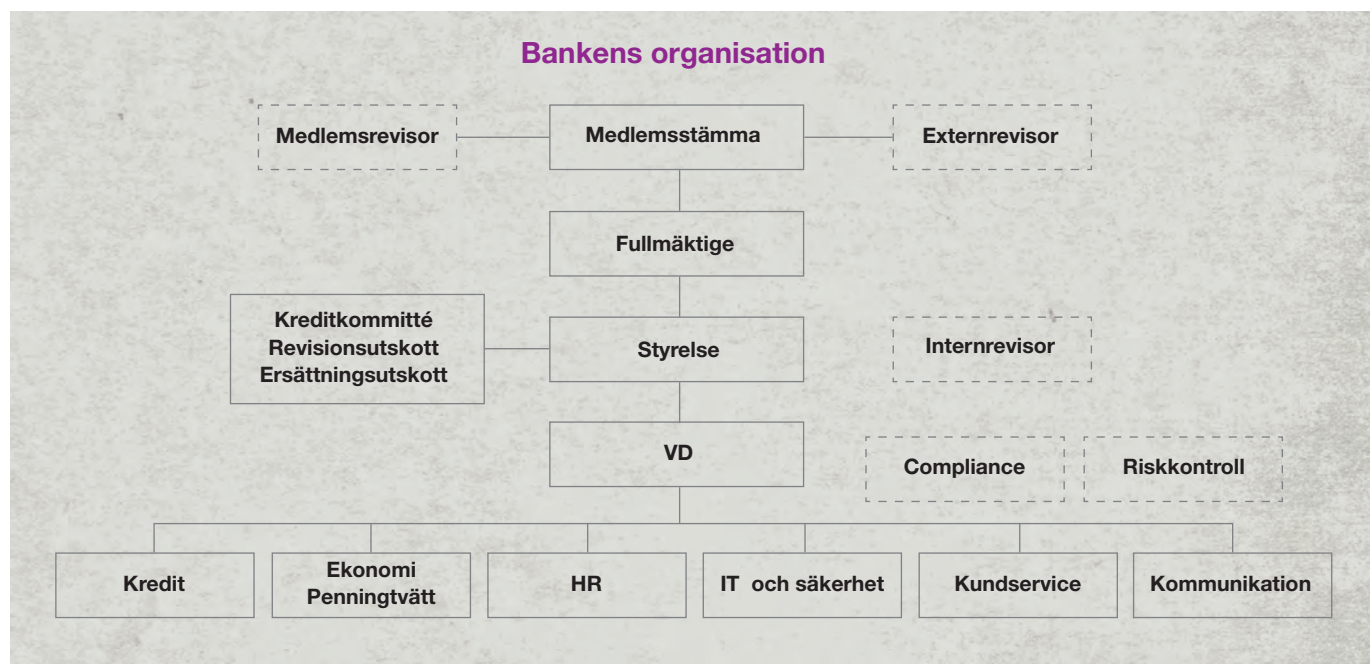 Bankens organisation
Medlemsrevisor
Medlemsstämma
Externrevisor
Fullmäktige
Kreditkommitté
Revisionsutskott
Ersättningsutskott
Styrelse
Internrevisor
VD
Compliance
Riskkontroll
Kredit
Ekonomi
Penningtvätt
HR
IT och säkerhet
Kundservice
Kommunikation